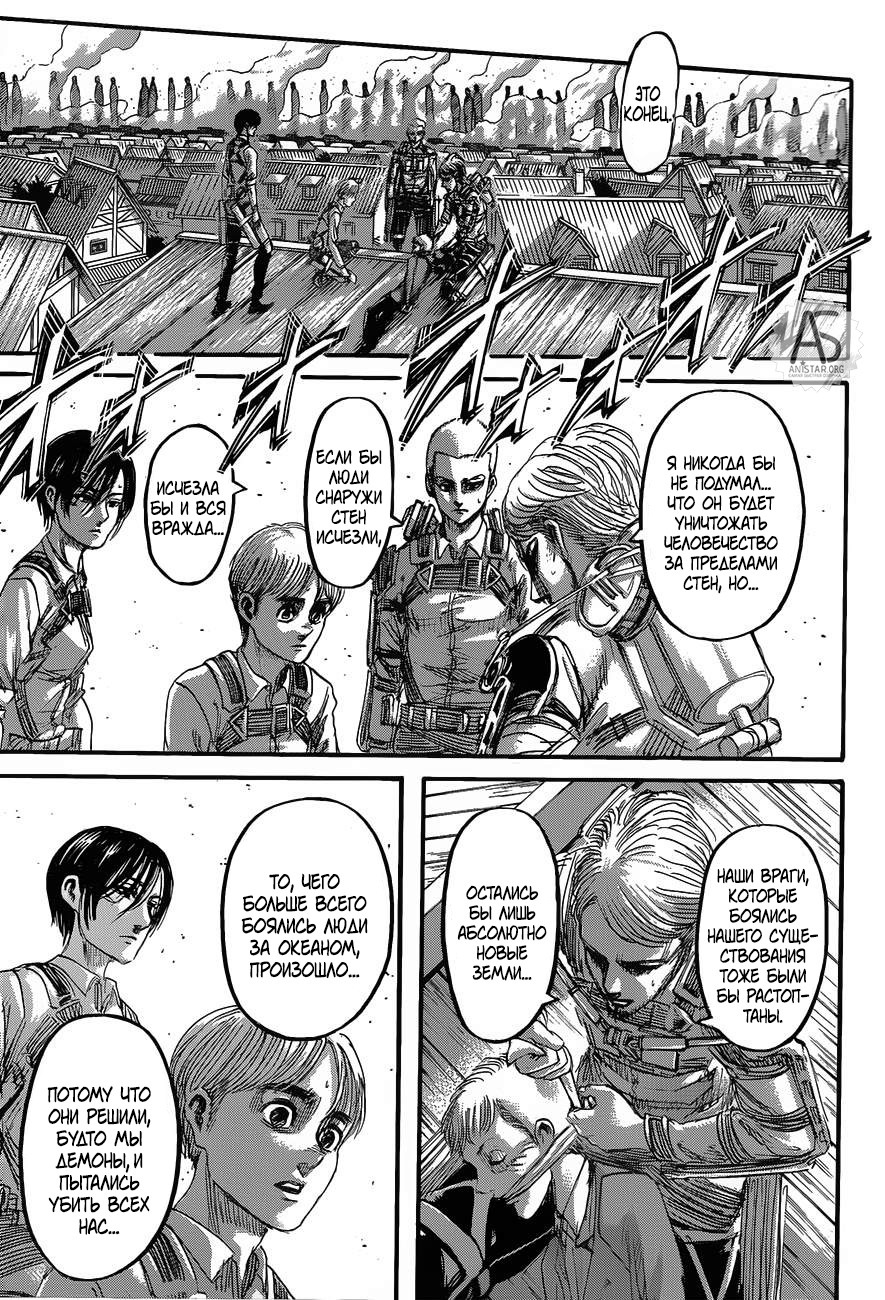 ЭТО
КОНЕЦ.
AS
ANISTAR.ORG
Я НИКОГДА БЫ
НЕ ПОДУМАЛ...
ЧТО ОН БУДЕТ
УНИЧТОЖАТЬ
ЧЕЛОВЕЧЕСТВО
ЗА ПРЕДЕЛАМИ
СТЕН, НО...
ЕСЛИ БЫ
ЛЮДИ
СНАРУЖИ
СТЕН
ИСЧЕЗЛИ,
ИСЧЕЗЛА
БЫ И ВСЯ
ВРАЖДА...
НАШИ ВРАГИ,
КОТОРЫЕ
БОЯЛИСЬ
НАШЕГО СУЩЕ-
СТВОВАНИЯ
ТОЖЕ БЫЛИ
БЫ РАСТОП-
ТАНЫ.
ОСТАЛИСЬ
БЫ ЛИШЬ
АБСОЛЮТНО
НОВЫЕ
ЗЕМЛИ...
ТО, ЧЕГО
БОЛЬШЕ ВСЕГО
БОЯЛИСЬ ЛЮДИ
ЗА ОКЕАНОМ,
ПРОИЗОШЛО...
ПОТОМУ ЧТО
ОНИ РЕШИЛИ,
БУДТО МЫ
ДЕМОНЫ, И
ПЫТАЛИСЬ
УБИТЬ ВСЕХ
НАС...